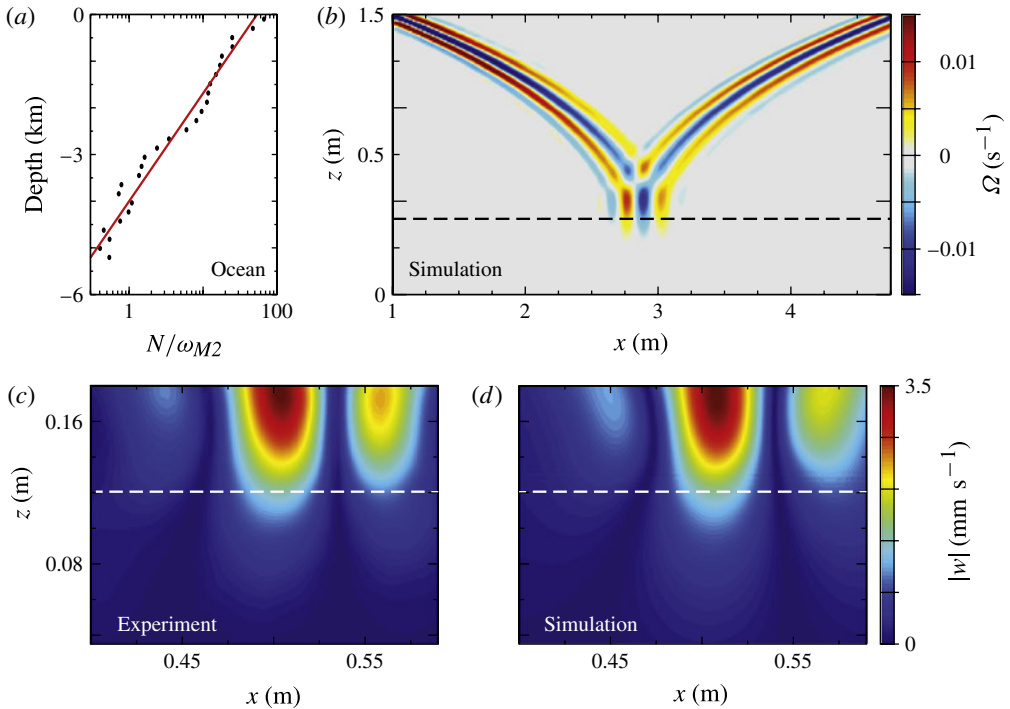 (a)
0
−3
−6
Depth (km)
Ocean
1
100
N/ωM2
(b)
1.5
0.5
0
z (m)
Simulation
1
2
3
4
x (m)
0.01
0
−0.01
Ω (s−1)
(c)
0.16
0.08
z (m)
Experiment
0.45
0.55
x (m)
(d)
Simulation
0.45
0.55
x (m)
3.5
0
|w| (mm s−1)